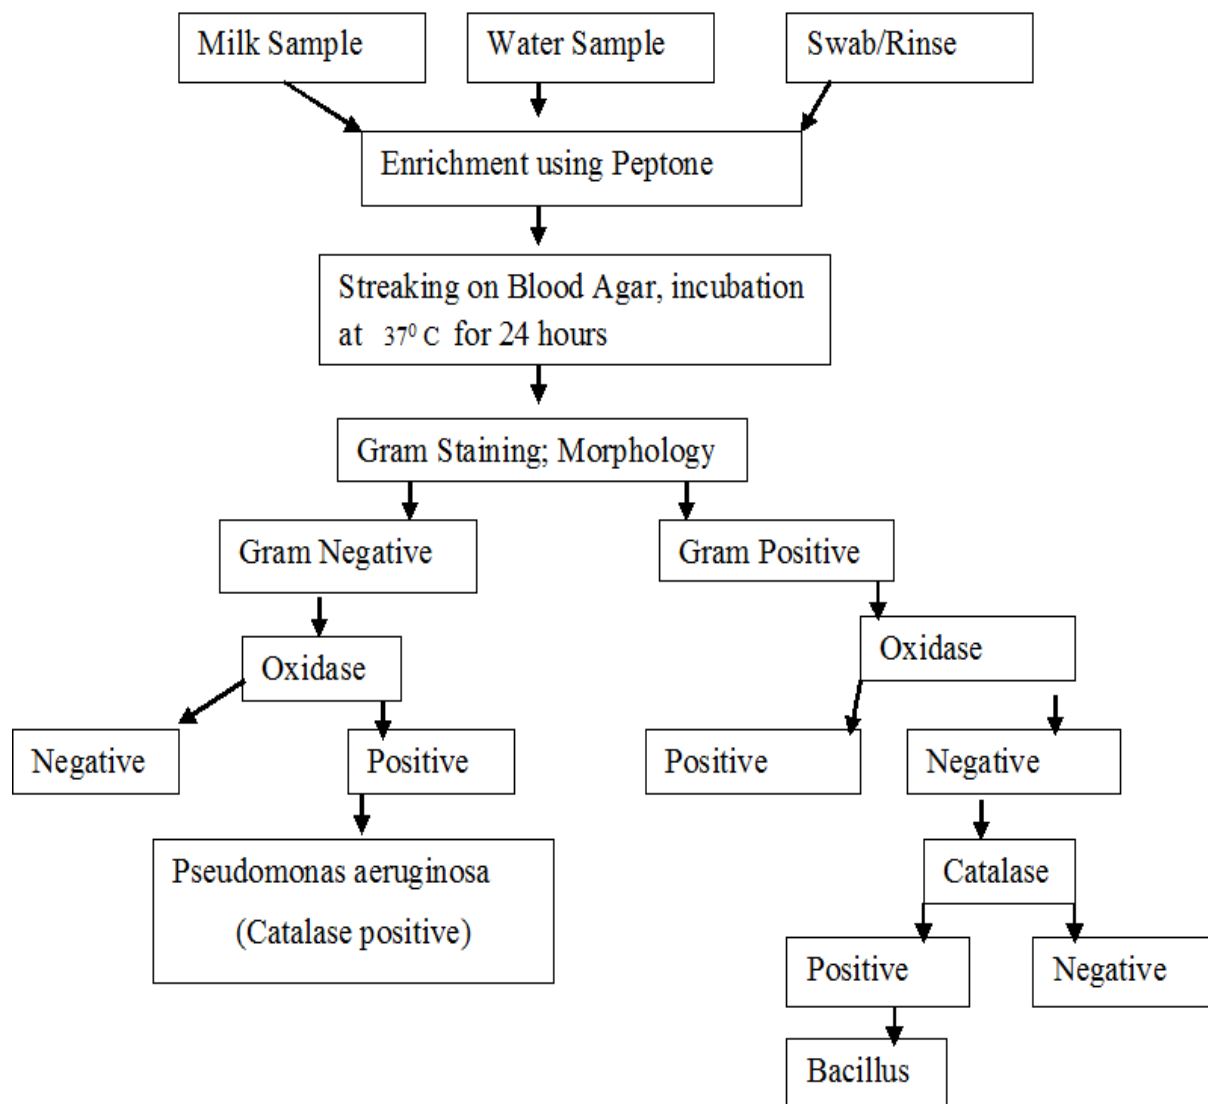 Milk Sample
Water Sample
Swab/Rinse
Enrichment using Peptone
Streaking on Blood Agar, incubation
at 37⁰ C for 24 hours
Gram Staining; Morphology
Gram Negative
Gram Positive
Oxidase
Oxidase
Negative
Positive
Positive
Negative
Pseudomonas aeruginosa
(Catalase positive)
Catalase
Positive
Negative
Bacillus